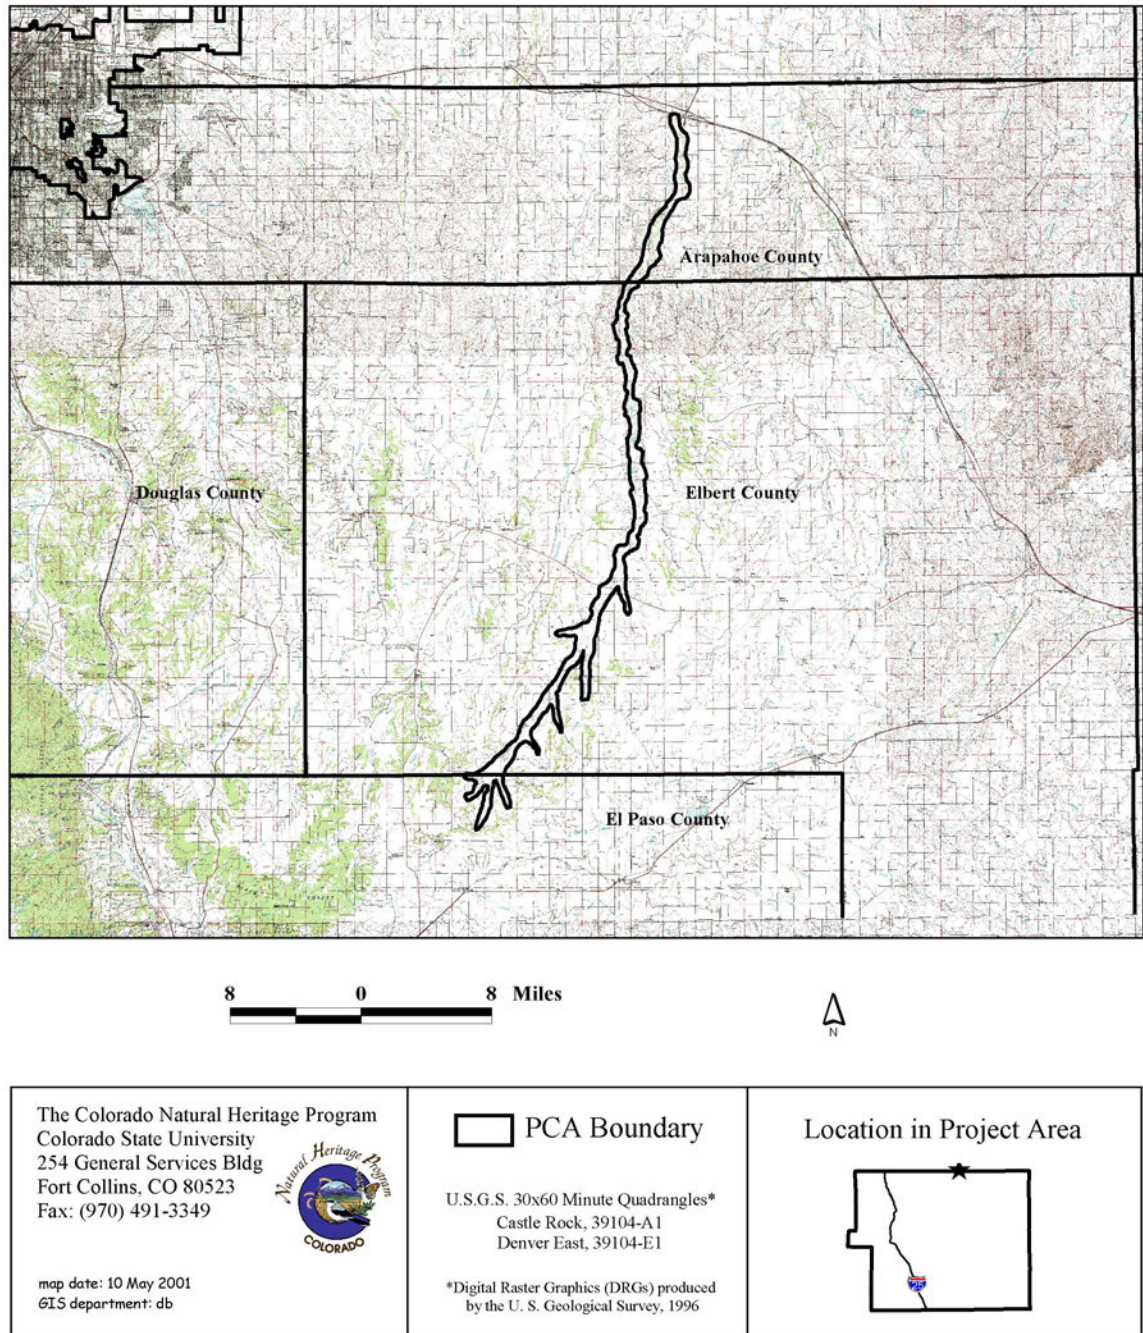 Arapahoe County
Douglas County
Elbert County
El Paso County
8 0 8 Miles
N
The Colorado Natural Heritage Program
Colorado State University
254 General Services Bldg
Fort Collins, CO 80523
Fax: (970) 491-3349
Natural Heritage Program
COLORADO
map date: 10 May 2001
GIS department: db
PCA Boundary
U.S.G.S. 30x60 Minute Quadrangles*
Castle Rock, 39104-A1
Denver East, 39104-E1
*Digital Raster Graphics (DRGs) produced
by the U. S. Geological Survey, 1996
Location in Project Area
25